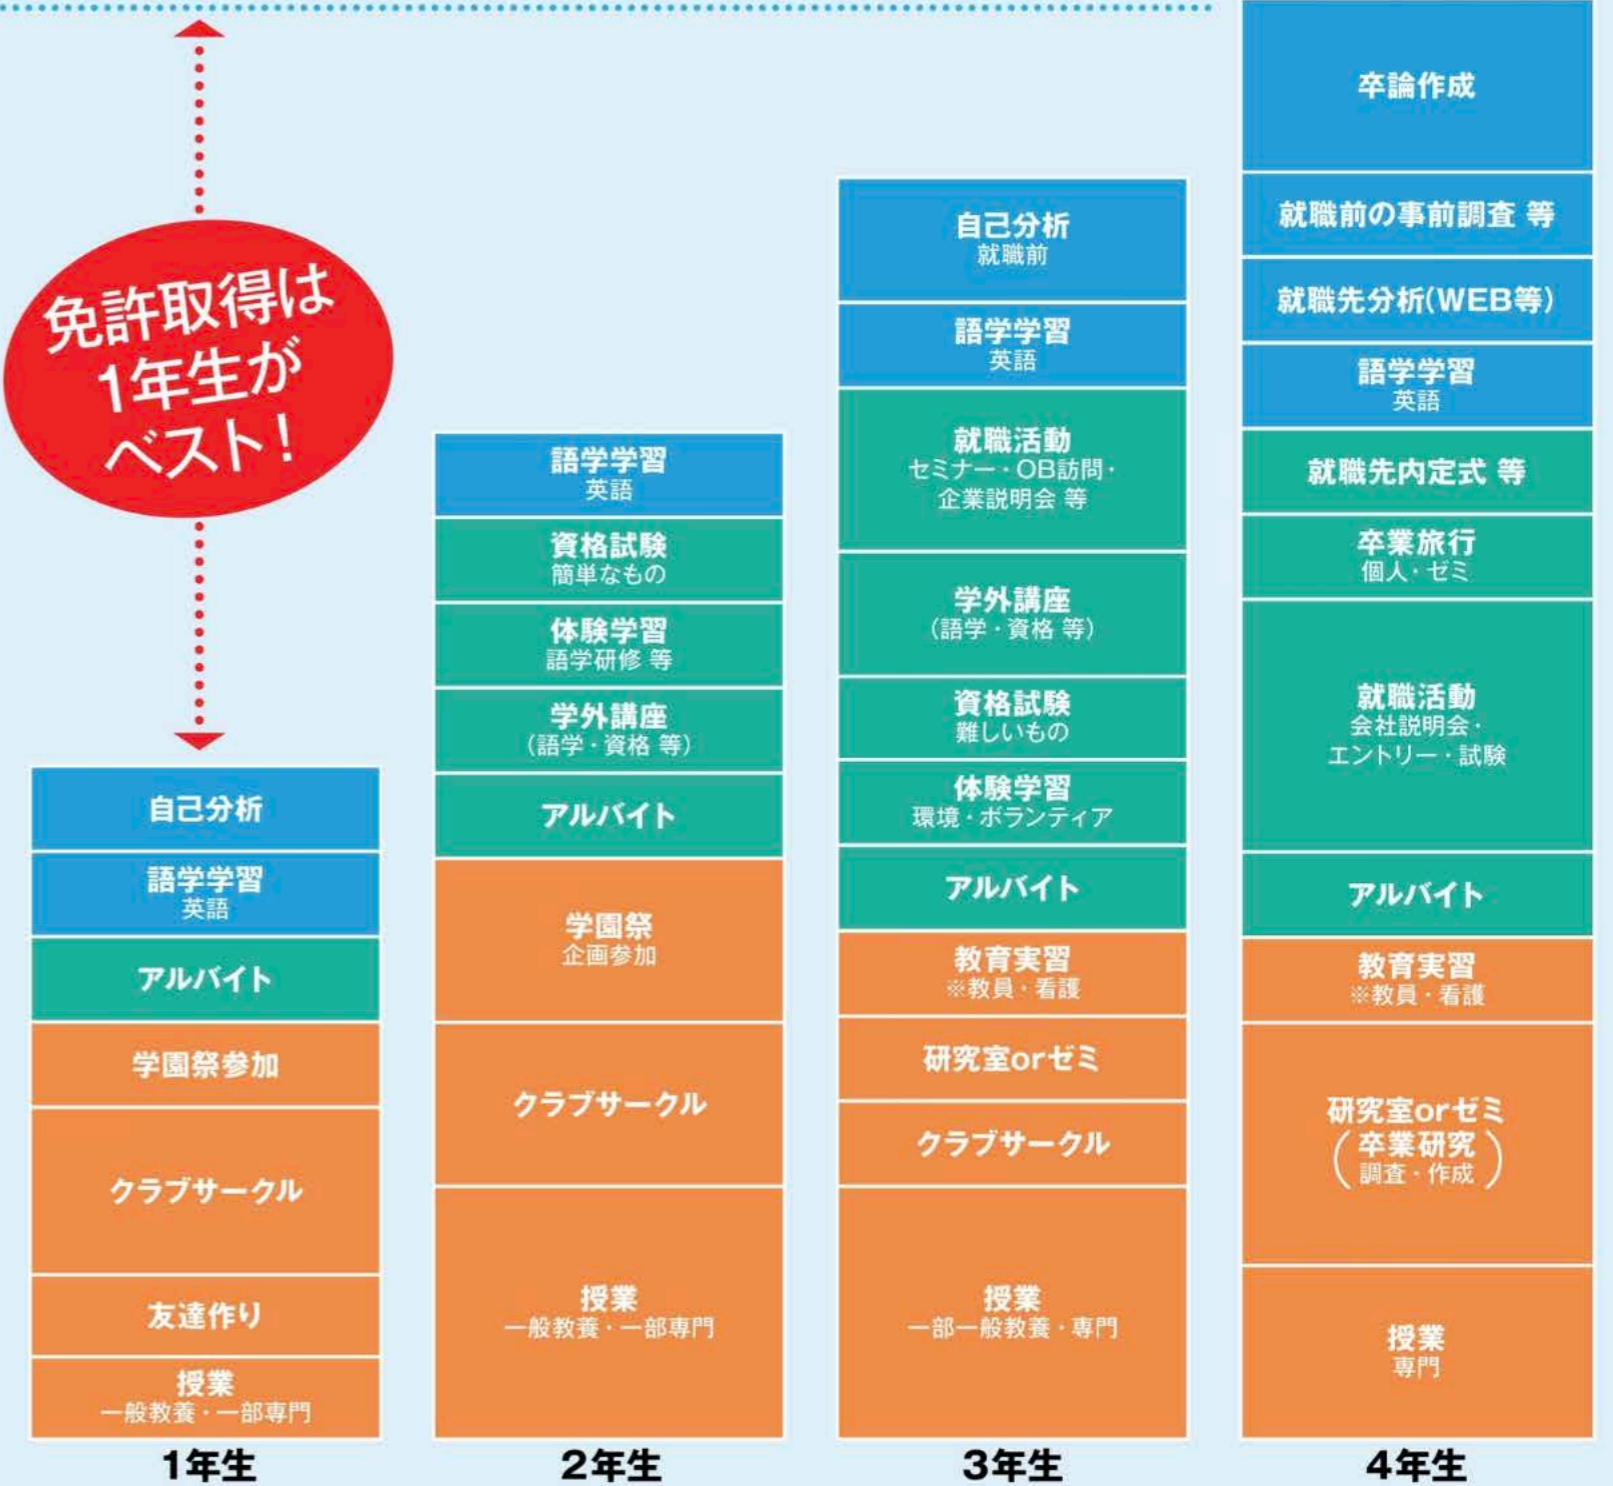 免許取得は
1年生が
ベスト!
自己分析
語学学習
英語
アルバイト
学園祭参加
クラブサークル
友達作り
授業
一般教養・一部専門
1年生
語学学習
英語
資格試験
簡単なもの
体験学習
語学研修 等
学外講座
(語学・資格 等)
アルバイト
学園祭
企画参加
クラブサークル
授業
一般教養・一部専門
2年生
自己分析
就職前
語学学習
英語
就職活動
セミナー・OB訪問・
企業説明会 等
学外講座
(語学・資格 等)
資格試験
難しいもの
体験学習
環境・ボランティア
アルバイト
教育実習
※教員・看護
研究室orゼミ
クラブサークル
授業
一部一般教養・専門
3年生
卒論作成
就職前の事前調査 等
就職先分析(WEB等)
語学学習
英語
就職先内定式 等
卒業旅行
個人・ゼミ
就職活動
会社説明会・
エントリー・試験
アルバイト
教育実習
※教員・看護
研究室orゼミ
(卒業研究
調査・作成)
授業
専門
4年生